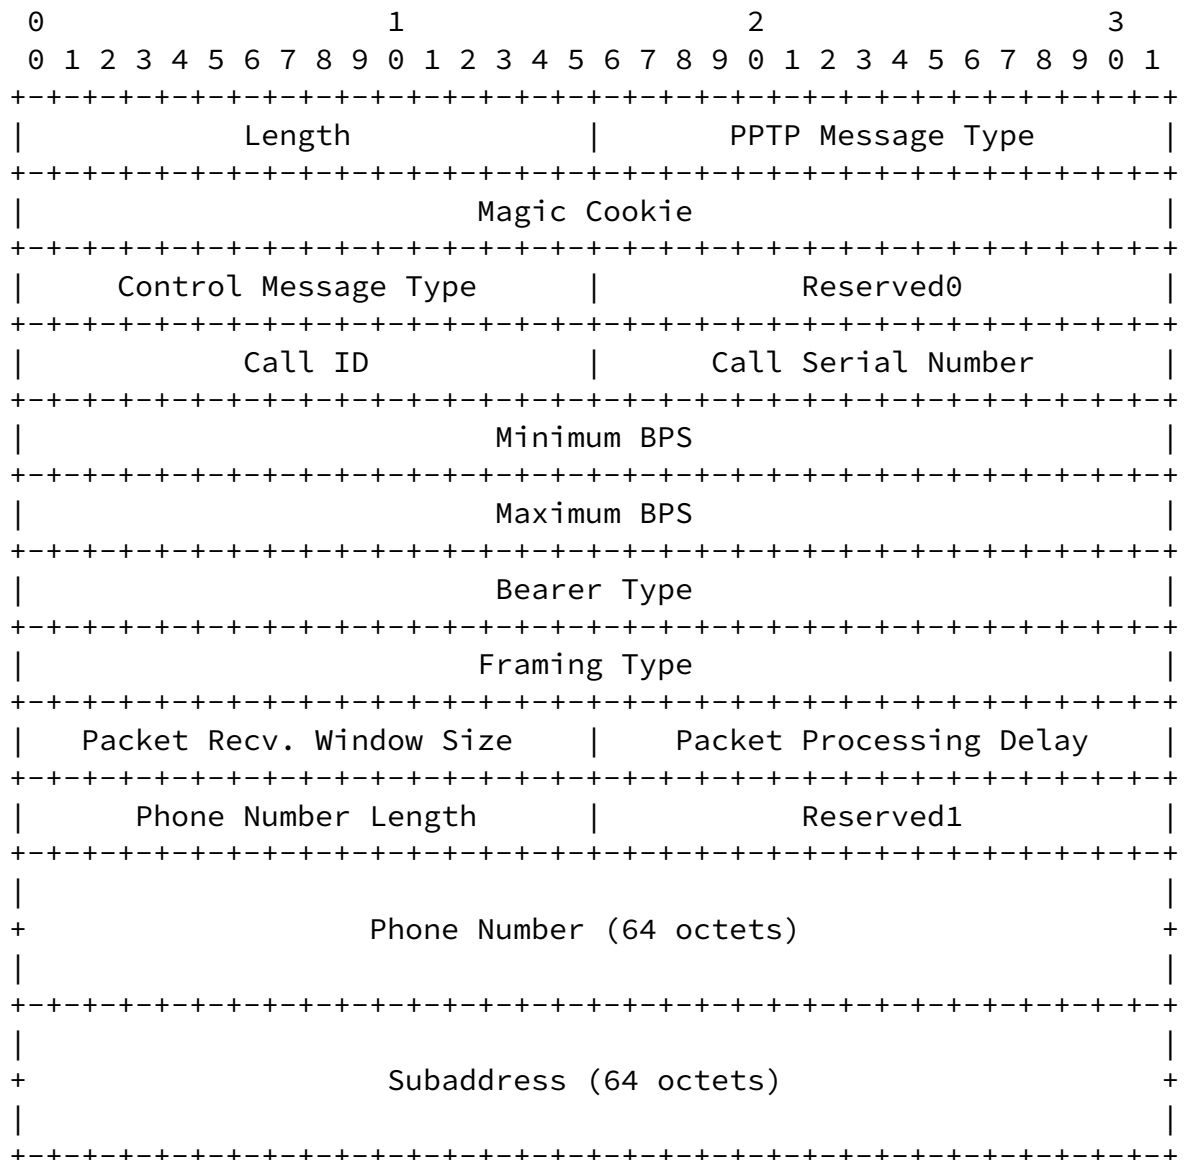 0                   1                   2                   3
 0 1 2 3 4 5 6 7 8 9 0 1 2 3 4 5 6 7 8 9 0 1 2 3 4 5 6 7 8 9 0 1
+-+-+-+-+-+-+-+-+-+-+-+-+-+-+-+-+-+-+-+-+-+-+-+-+-+-+-+-+-+-+-+-+
|            Length             |       PPTP Message Type       |
+-+-+-+-+-+-+-+-+-+-+-+-+-+-+-+-+-+-+-+-+-+-+-+-+-+-+-+-+-+-+-+-+
|                         Magic Cookie                          |
+-+-+-+-+-+-+-+-+-+-+-+-+-+-+-+-+-+-+-+-+-+-+-+-+-+-+-+-+-+-+-+-+
|     Control Message Type      |           Reserved0           |
+-+-+-+-+-+-+-+-+-+-+-+-+-+-+-+-+-+-+-+-+-+-+-+-+-+-+-+-+-+-+-+-+
|            Call ID            |      Call Serial Number       |
+-+-+-+-+-+-+-+-+-+-+-+-+-+-+-+-+-+-+-+-+-+-+-+-+-+-+-+-+-+-+-+-+
|                          Minimum BPS                          |
+-+-+-+-+-+-+-+-+-+-+-+-+-+-+-+-+-+-+-+-+-+-+-+-+-+-+-+-+-+-+-+-+
|                          Maximum BPS                          |
+-+-+-+-+-+-+-+-+-+-+-+-+-+-+-+-+-+-+-+-+-+-+-+-+-+-+-+-+-+-+-+-+
|                          Bearer Type                          |
+-+-+-+-+-+-+-+-+-+-+-+-+-+-+-+-+-+-+-+-+-+-+-+-+-+-+-+-+-+-+-+-+
|                         Framing Type                          |
+-+-+-+-+-+-+-+-+-+-+-+-+-+-+-+-+-+-+-+-+-+-+-+-+-+-+-+-+-+-+-+-+
|   Packet Recv. Window Size    |    Packet Processing Delay    |
+-+-+-+-+-+-+-+-+-+-+-+-+-+-+-+-+-+-+-+-+-+-+-+-+-+-+-+-+-+-+-+-+
|      Phone Number Length      |           Reserved1           |
+-+-+-+-+-+-+-+-+-+-+-+-+-+-+-+-+-+-+-+-+-+-+-+-+-+-+-+-+-+-+-+-+
|                                                               |
+                   Phone Number (64 octets)                    +
|                                                               |
+-+-+-+-+-+-+-+-+-+-+-+-+-+-+-+-+-+-+-+-+-+-+-+-+-+-+-+-+-+-+-+-+
|                                                               |
+                    Subaddress (64 octets)                     +
|                                                               |
+-+-+-+-+-+-+-+-+-+-+-+-+-+-+-+-+-+-+-+-+-+-+-+-+-+-+-+-+-+-+-+-+